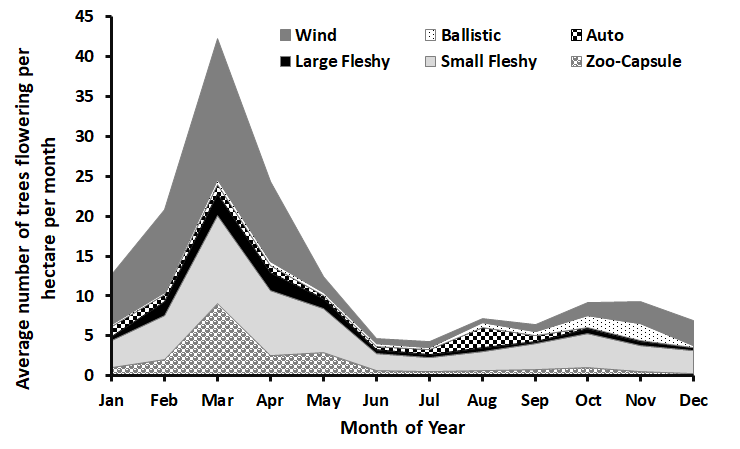 Average number of trees flowering per
hectare per month
45
40
35
30
25
20
15
10
5
0
Wind
Ballistic
Auto
Large Fleshy
Small Fleshy
Zoo-Capsule
Jan Feb Mar Apr May Jun Jul Aug Sep Oct Nov Dec
Month of Year